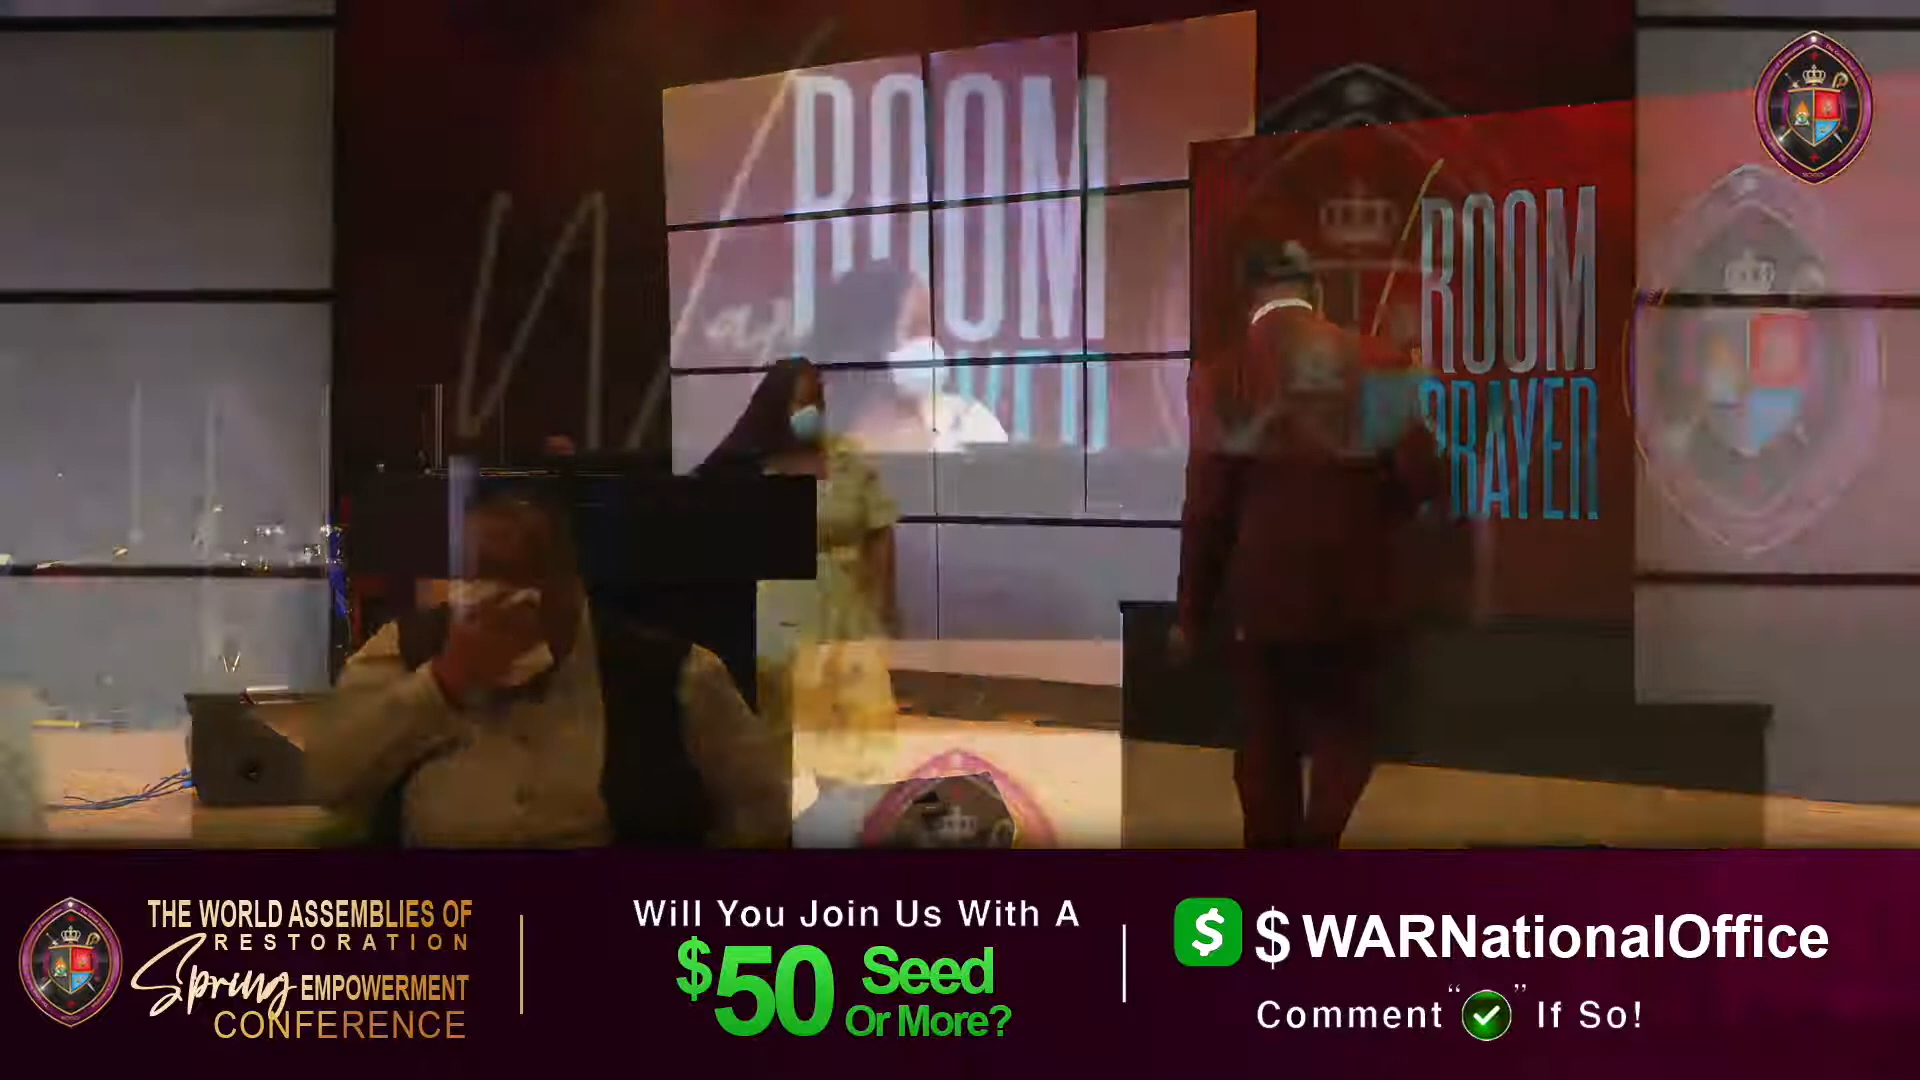 ROOM
ROOM
PRAYER
THE WORLD ASSEMBLIES OF
RESTORATION
Spring EMPOWERMENT
CONFERENCE
Will You Join Us With A
$50 Seed
Or More?
$ $WARNationalOffice
Comment "✓" If So!